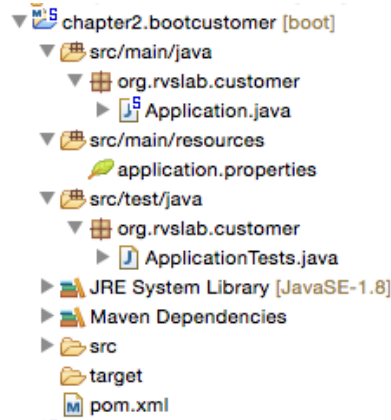 chapter2.bootcustomer [boot]
src/main/java
org.rvslab.customer
Application.java
src/main/resources
application.properties
src/test/java
org.rvslab.customer
ApplicationTests.java
JRE System Library [JavaSE-1.8]
Maven Dependencies
src
target
pom.xml